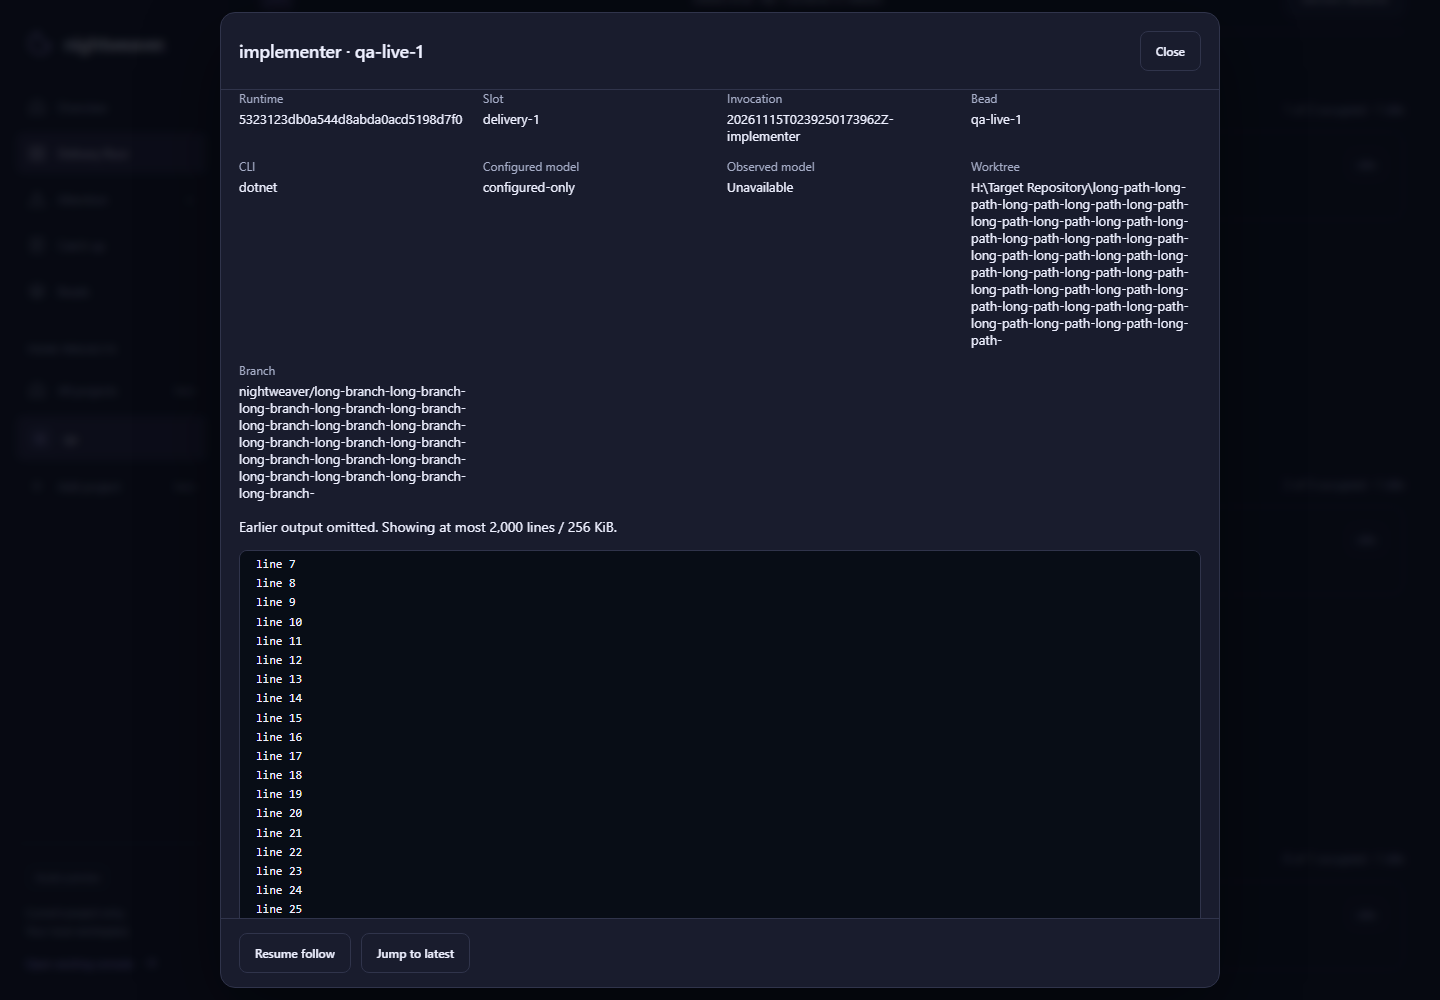 implementer · qa-live-1
Close
Runtime
Slot
Invocation
Bead
5323123db0a544d8abda0acd5198d7f0
delivery-1
20261115T0239250173962Z-
implementer
qa-live-1
CLI
Configured model
Observed model
Worktree
dotnet
configured-only
Unavailable
H:\Target Repository\long-path-long-
path-long-path-long-path-long-path-
long-path-long-path-long-path-long-
path-long-path-long-path-long-path-
long-path-long-path-long-path-long-
path-long-path-long-path-long-path-
long-path-long-path-long-path-long-
path-long-path-long-path-long-path-
long-path-long-path-long-path-long-
path-
Branch
nightweaver/long-branch-long-branch-
long-branch-long-branch-long-branch-
long-branch-long-branch-long-branch-
long-branch-long-branch-long-branch-
long-branch-long-branch-long-branch-
long-branch-long-branch-long-branch-
long-branch-
Earlier output omitted. Showing at most 2,000 lines / 256 KiB.
line 7
line 8
line 9
line 10
line 11
line 12
line 13
line 14
line 15
line 16
line 17
line 18
line 19
line 20
line 21
line 22
line 23
line 24
line 25
Resume follow
Jump to latest